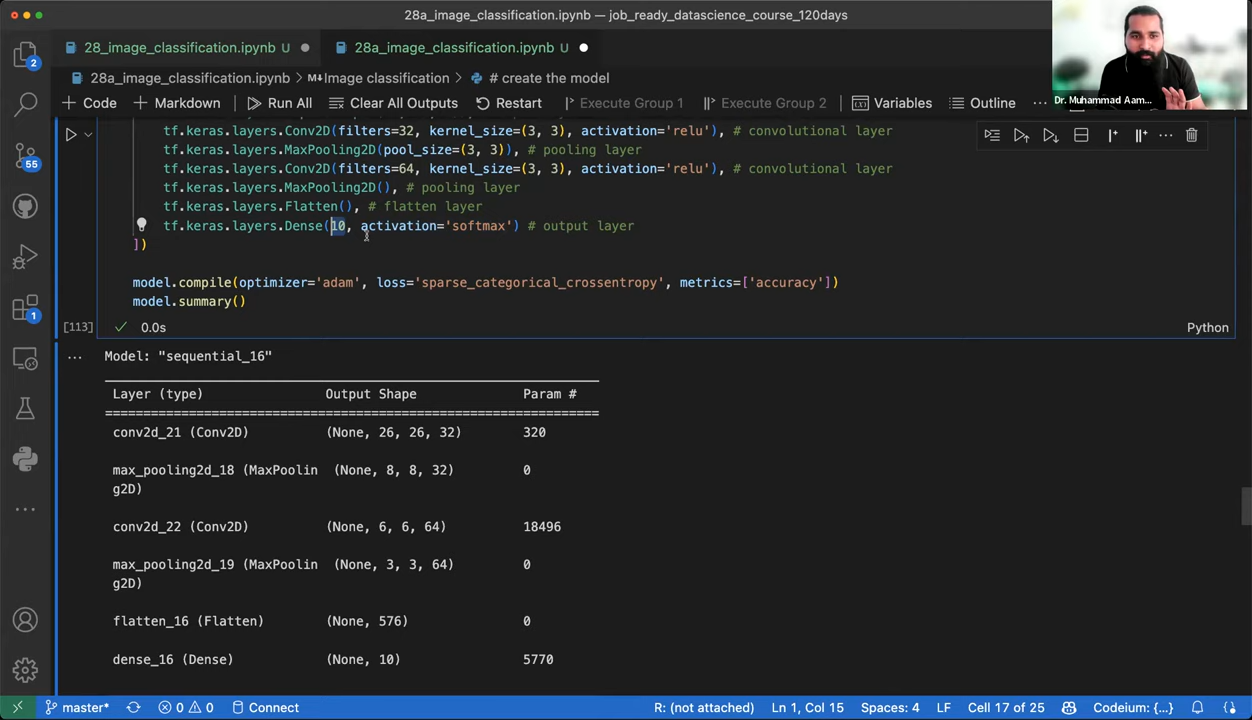 28a_image_classification.ipynb — job_ready_datascience_course_120days
28_image_classification.ipynb U
28a_image_classification.ipynb U
28a_image_classification.ipynb > M↓Image classification > # create the model
+ Code + Markdown Run All Clear All Outputs Restart Execute Group 1 Execute Group 2 Variables Outline ...
Dr. Muhammad Aam...
tf.keras.layers.Conv2D(filters=32, kernel_size=(3, 3), activation='relu'), # convolutional layer
tf.keras.layers.MaxPooling2D(pool_size=(3, 3)), # pooling layer
tf.keras.layers.Conv2D(filters=64, kernel_size=(3, 3), activation='relu'), # convolutional layer
tf.keras.layers.MaxPooling2D(), # pooling layer
tf.keras.layers.Flatten(), # flatten layer
tf.keras.layers.Dense(10, activation='softmax') # output layer
])
model.compile(optimizer='adam', loss='sparse_categorical_crossentropy', metrics=['accuracy'])
model.summary()
[113] 0.0s Python
... Model: "sequential_16"
Layer (type) Output Shape Param #
=================================================================
conv2d_21 (Conv2D) (None, 26, 26, 32) 320
max_pooling2d_18 (MaxPoolin (None, 8, 8, 32) 0
g2D)
conv2d_22 (Conv2D) (None, 6, 6, 64) 18496
max_pooling2d_19 (MaxPoolin (None, 3, 3, 64) 0
g2D)
flatten_16 (Flatten) (None, 576) 0
dense_16 (Dense) (None, 10) 5770
2
55
1
master* 0 0 Connect R: (not attached) Ln 1, Col 15 Spaces: 4 LF Cell 17 of 25 Codeium: {...}